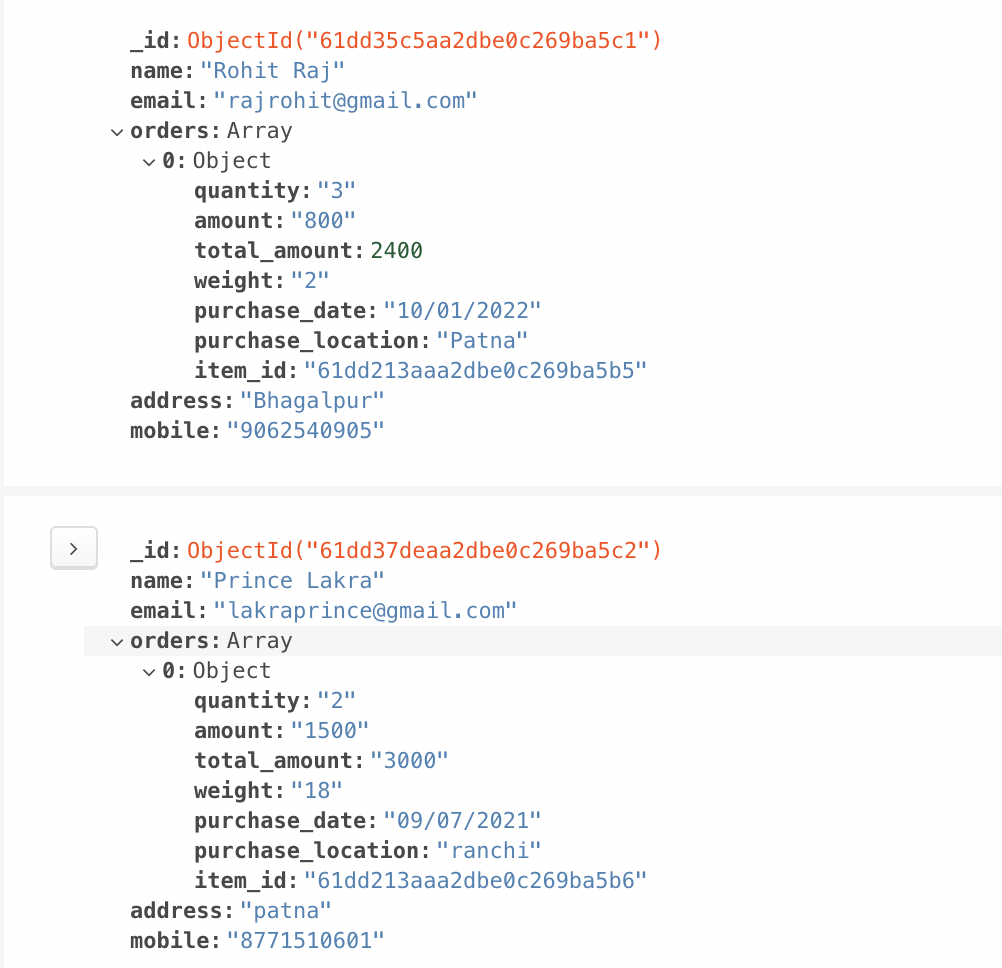 _id: ObjectId("61dd35c5aa2dbe0c269ba5c1")
name: "Rohit Raj"
email: "rajrohit@gmail.com"
orders: Array
0: Object
quantity: "3"
amount: "800"
total_amount: 2400
weight: "2"
purchase_date: "10/01/2022"
purchase_location: "Patna"
item_id: "61dd213aaa2dbe0c269ba5b5"
address: "Bhagalpur"
mobile: "9062540905"
_id: ObjectId("61dd37deaa2dbe0c269ba5c2")
name: "Prince Lakra"
email: "lakraprince@gmail.com"
orders: Array
0: Object
quantity: "2"
amount: "1500"
total_amount: "3000"
weight: "18"
purchase_date: "09/07/2021"
purchase_location: "ranchi"
item_id: "61dd213aaa2dbe0c269ba5b6"
address: "patna"
mobile: "8771510601"